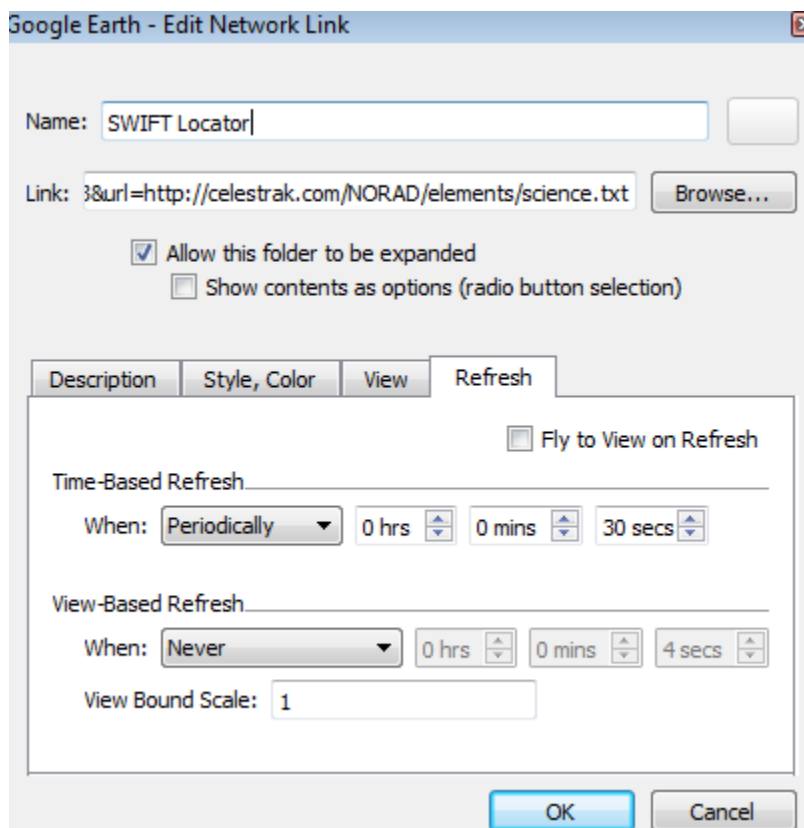 Google Earth - Edit Network Link
Name: SWIFT Locator
Link: 3&url=http://celestrak.com/NORAD/elements/science.txt Browse...
Allow this folder to be expanded
Show contents as options (radio button selection)
Description Style, Color View Refresh
Fly to View on Refresh
Time-Based Refresh
When: Periodically 0 hrs 0 mins 30 secs
View-Based Refresh
When: Never 0 hrs 0 mins 4 secs
View Bound Scale: 1
OK Cancel